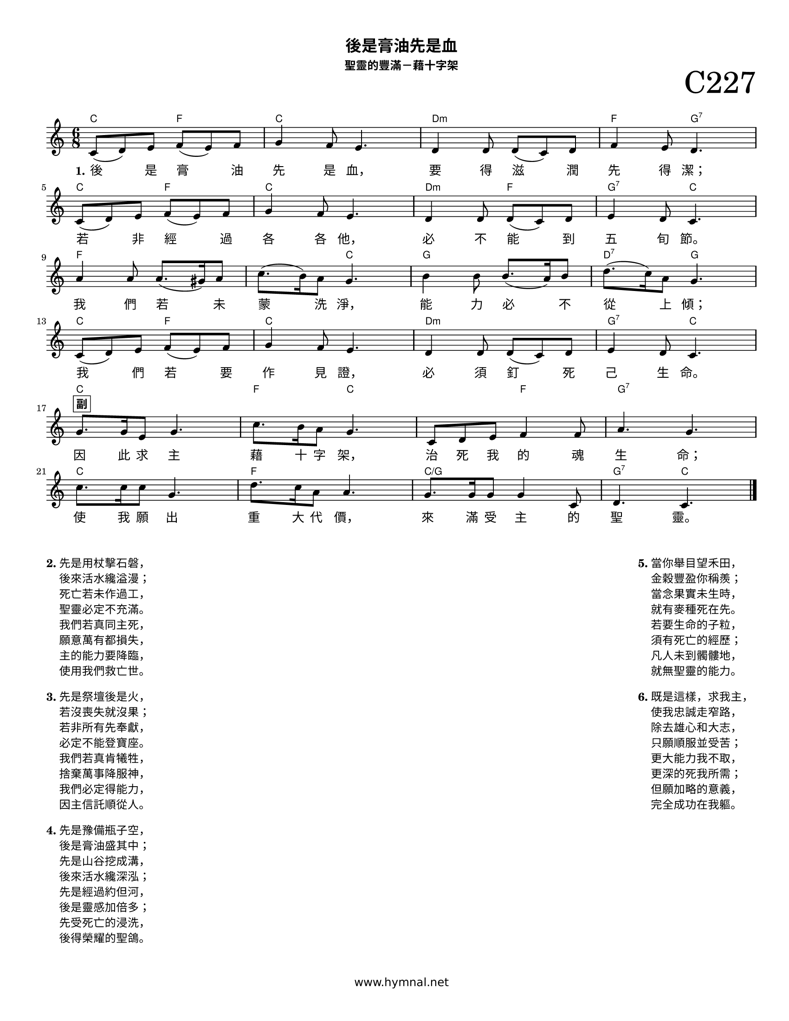 後是膏油先是血
聖靈的豐滿－藉十字架
C227
C F C Dm F G7
1. 後 是 膏 油 先 是 血， 要 得 滋 潤 先 得 潔；
5 C F C Dm F G7 C
若 非 經 過 各 各 他， 必 不 能 到 五 旬 節。
9 F C G D7 G
我 們 若 未 蒙 洗 淨， 能 力 必 不 從 上 傾；
13 C F C Dm G7 C
我 們 若 要 作 見 證， 必 須 釘 死 己 生 命。
C F C F G7
副
17
因 此 求 主 藉 十 字 架， 治 死 我 的 魂 生 命；
21 C F C/G G7 C
使 我 願 出 重 大 代 價， 來 滿 受 主 的 聖 靈。
2. 先是用杖擊石磐，
後來活水纔溢漫；
死亡若未作過工，
聖靈必定不充滿。
我們若真同主死，
願意萬有都損失，
主的能力要降臨，
使用我們救亡世。
3. 先是祭壇後是火，
若沒喪失就沒果；
若非所有先奉獻，
必定不能登寶座。
我們若真肯犧牲，
捨棄萬事降服神，
我們必定得能力，
因主信託順從人。
4. 先是豫備瓶子空，
後是膏油盛其中；
先是山谷挖成溝，
後來活水纔深泓；
先是經過約但河，
後是靈感加倍多；
先受死亡的浸洗，
後得榮耀的聖鴿。
5. 當你舉目望禾田，
金穀豐盈你稱羨；
當念果實未生時，
就有麥種死在先。
若要生命的子粒，
須有死亡的經歷；
凡人未到髑髏地，
就無聖靈的能力。
6. 既是這樣，求我主，
使我忠誠走窄路，
除去雄心和大志，
只願順服並受苦；
更大能力我不取，
更深的死我所需；
但願加略的意義，
完全成功在我軀。
www.hymnal.net